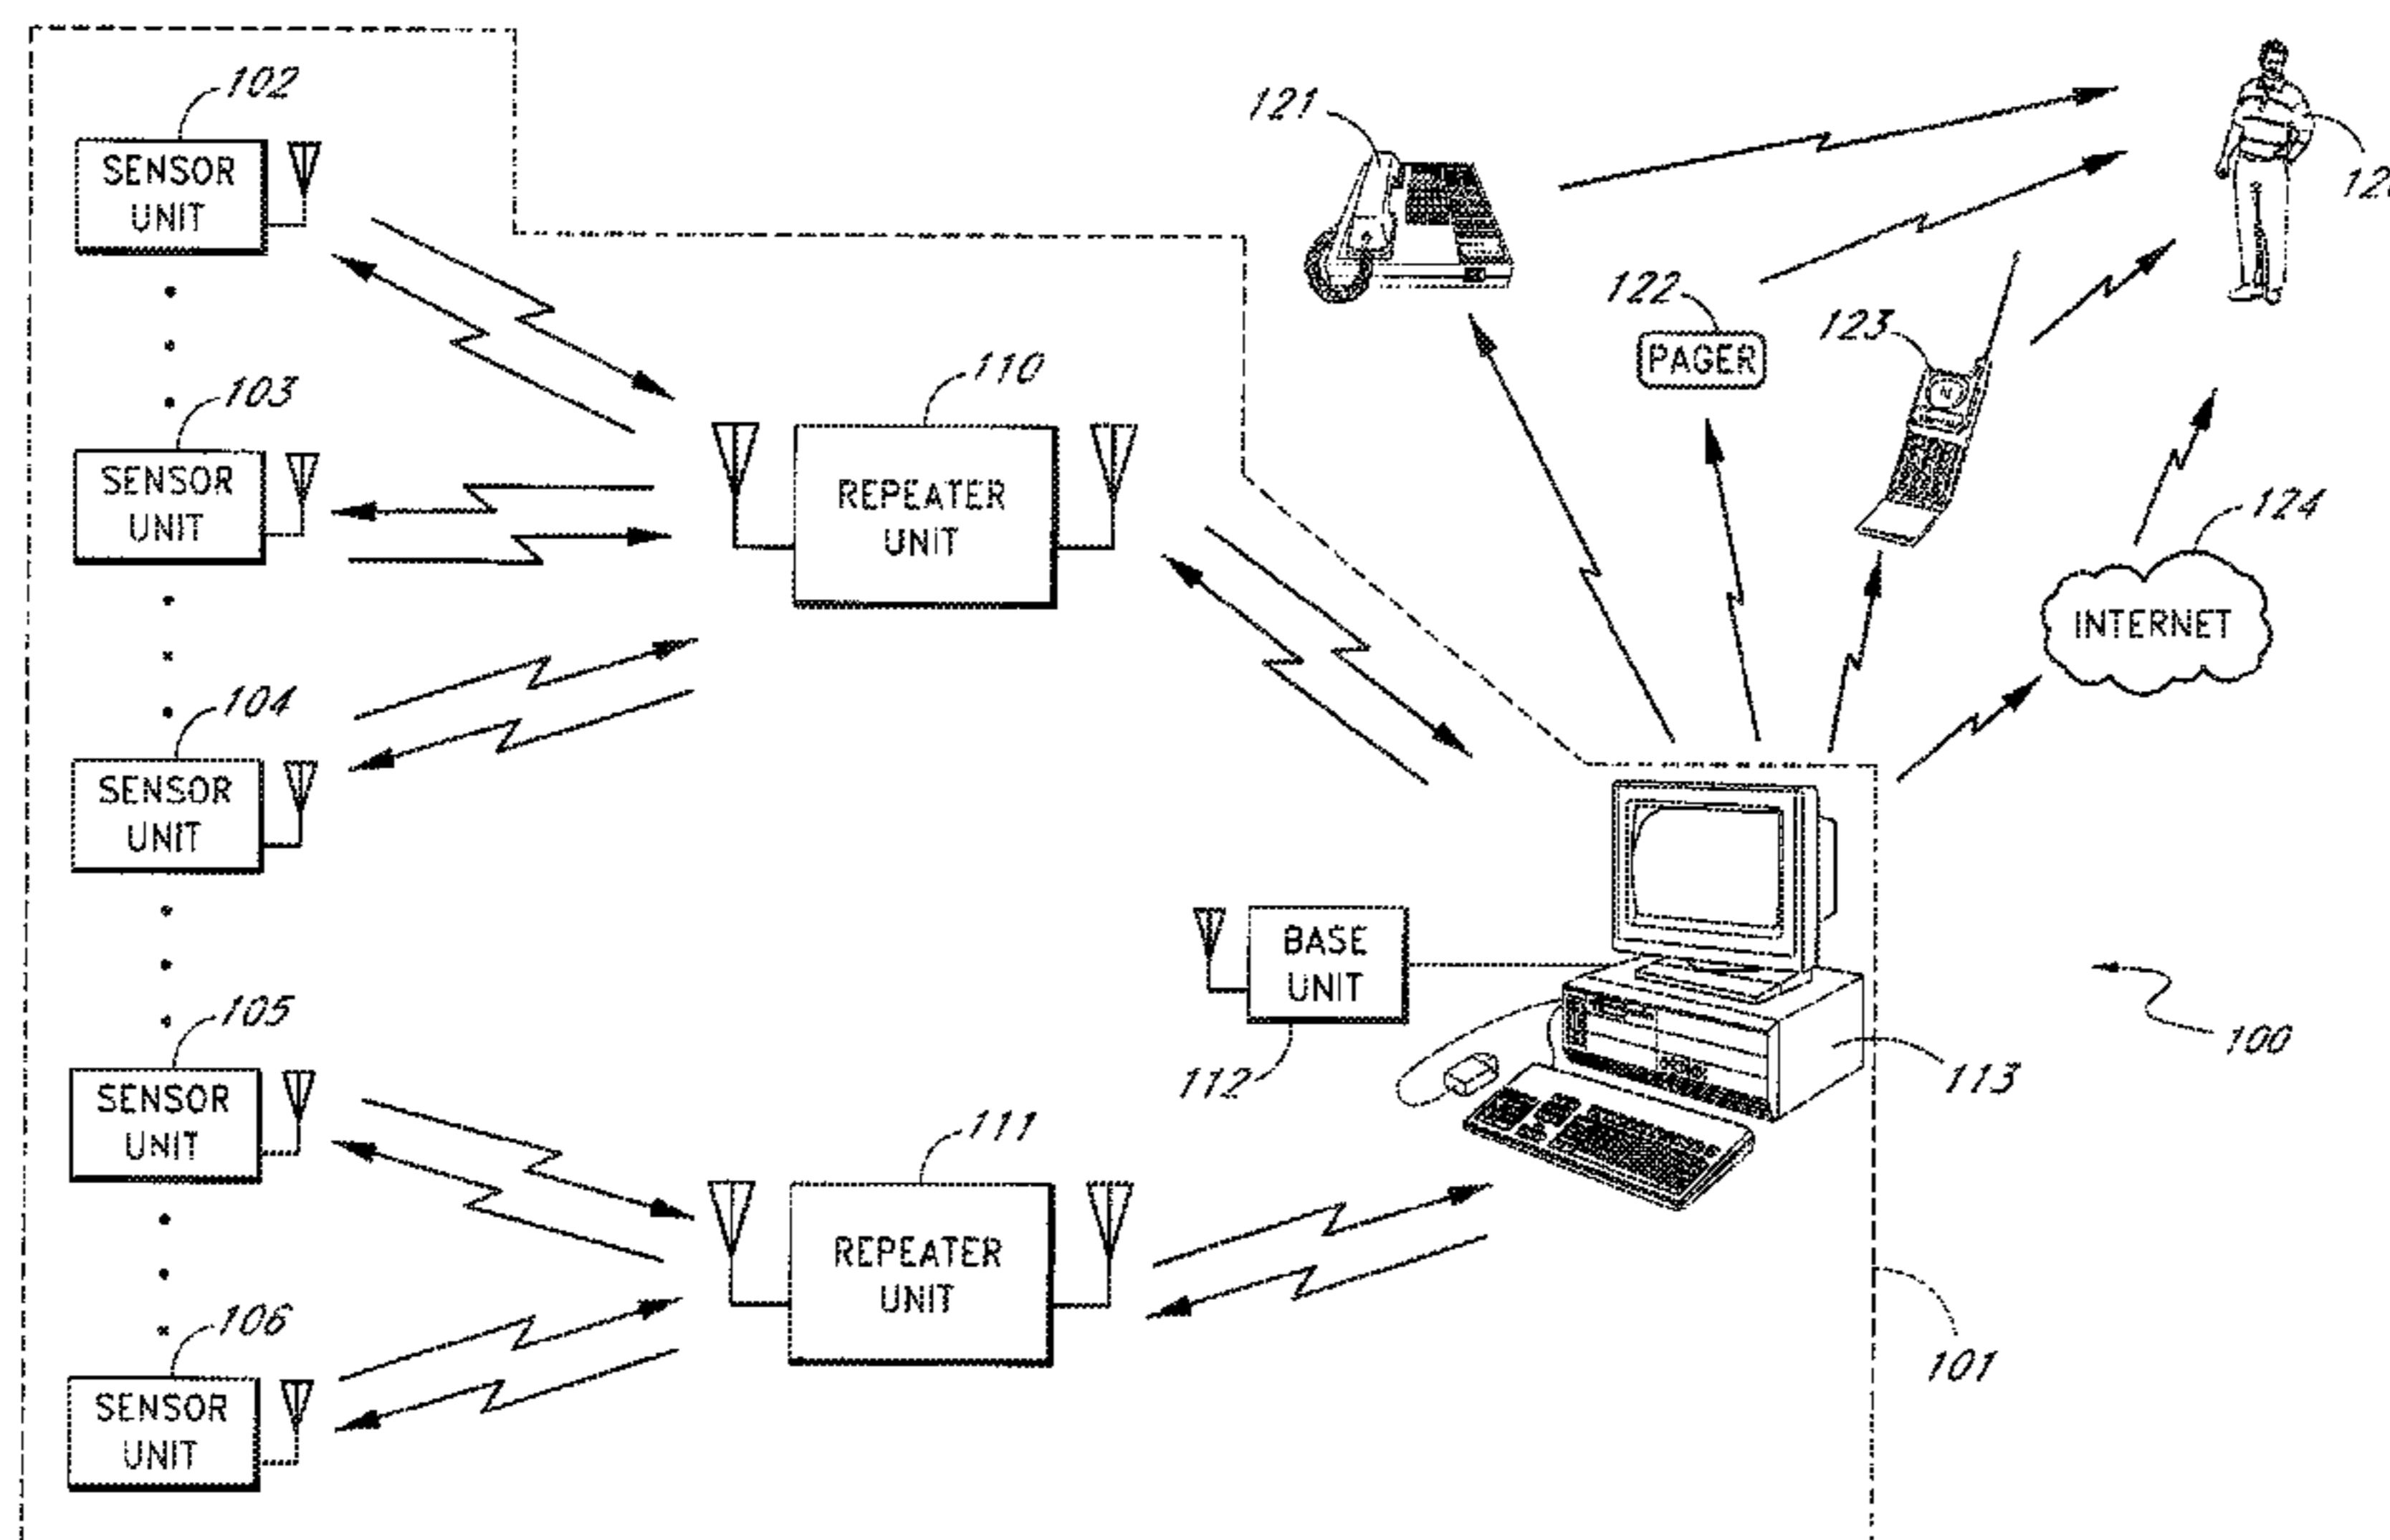 102
SENSOR
UNIT
103
SENSOR
UNIT
104
SENSOR
UNIT
105
SENSOR
UNIT
106
SENSOR
UNIT
110
REPEATER
UNIT
111
REPEATER
UNIT
121
122
PAGER
123
124
INTERNET
BASE
UNIT
112
113
100
101